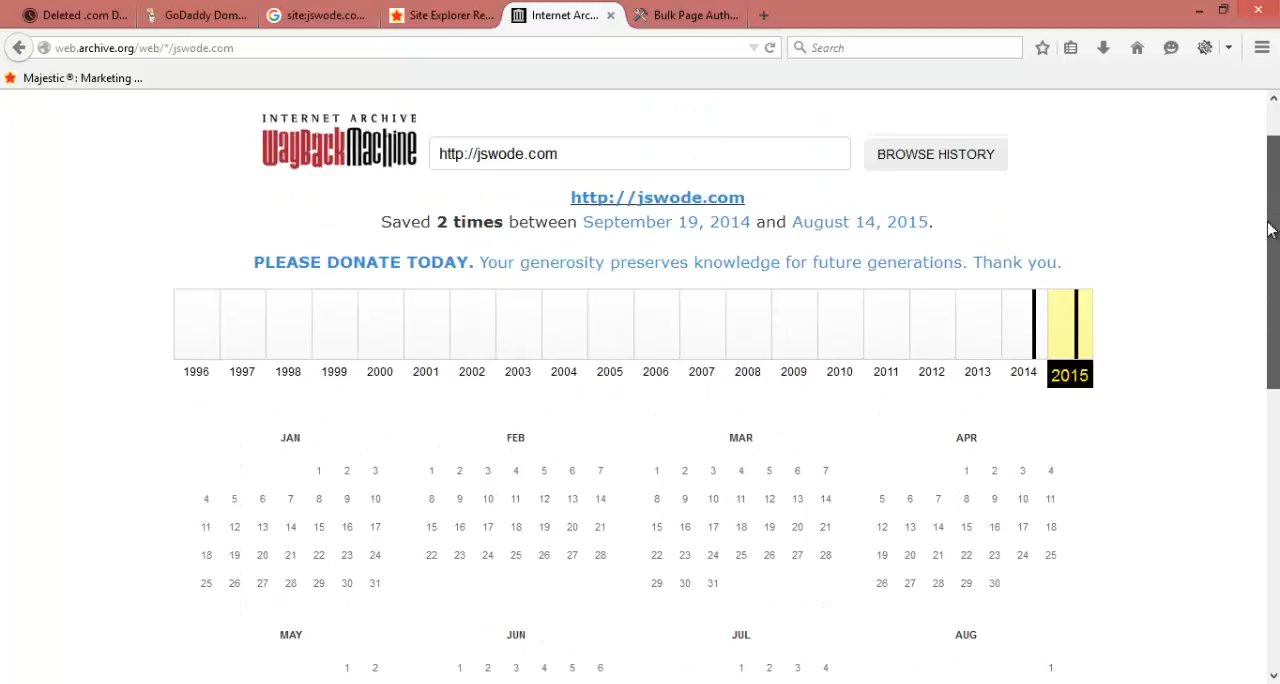 Deleted .com D... GoDaddy Dom... site:jswode.co... Site Explorer Re... Internet Arc... × Bulk Page Auth... +
web.archive.org/web/*/jswode.com Search
Majestic®: Marketing ...
INTERNET ARCHIVE
WayBackMachine http://jswode.com BROWSE HISTORY
http://jswode.com
Saved 2 times between September 19, 2014 and August 14, 2015.
PLEASE DONATE TODAY. Your generosity preserves knowledge for future generations. Thank you.
1996 1997 1998 1999 2000 2001 2002 2003 2004 2005 2006 2007 2008 2009 2010 2011 2012 2013 2014 2015
JAN FEB MAR APR
1 2 3 1 2 3 4 5 6 7 1 2 3 4 5 6 7 1 2 3 4
4 5 6 7 8 9 10 8 9 10 11 12 13 14 8 9 10 11 12 13 14 5 6 7 8 9 10 11
11 12 13 14 15 16 17 15 16 17 18 19 20 21 15 16 17 18 19 20 21 12 13 14 15 16 17 18
18 19 20 21 22 23 24 22 23 24 25 26 27 28 22 23 24 25 26 27 28 19 20 21 22 23 24 25
25 26 27 28 29 30 31 29 30 31 26 27 28 29 30
MAY JUN JUL AUG
1 2 1 2 3 4 5 6 1 2 3 4 1